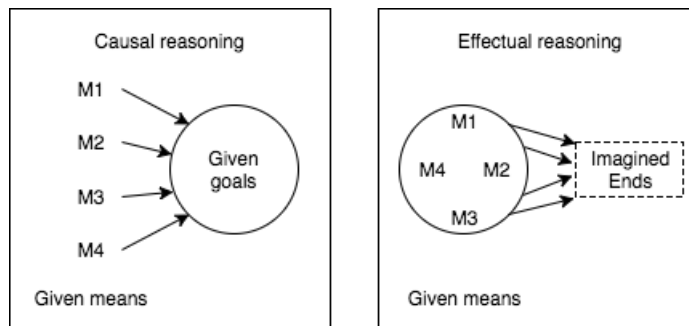 Causal reasoning
M1
M2
M3
M4
Given
goals
Given means
Effectual reasoning
M1
M4 M2
M3
Imagined
Ends
Given means